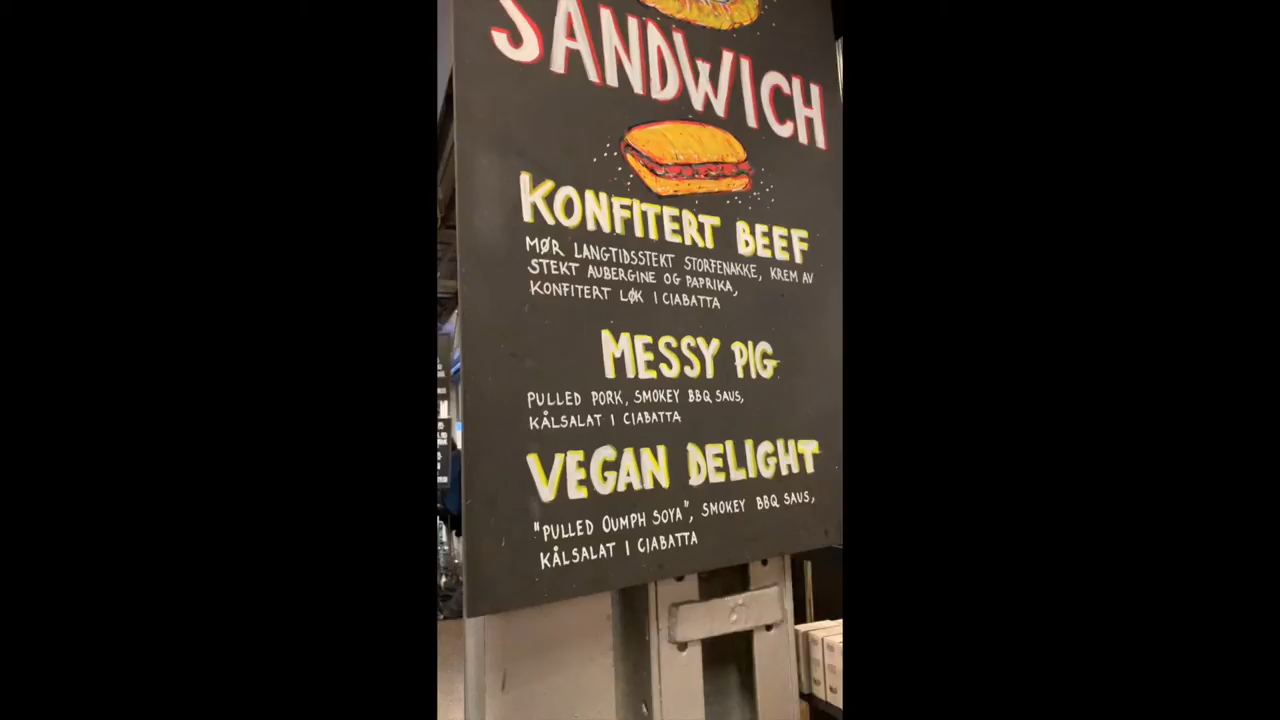 SANDWICH
KONFITERT BEEF
MØR LANGTIDSSTEKT STORFENAKKE, KREM AV
STEKT AUBERGINE OG PAPRIKA,
KONFITERT LØK I CIABATTA
MESSY PIG
PULLED PORK, SMOKEY BBQ SAUS,
KÅLSALAT I CIABATTA
VEGAN DELIGHT
"PULLED OUMPH SOYA", SMOKEY BBQ SAUS,
KÅLSALAT I CIABATTA